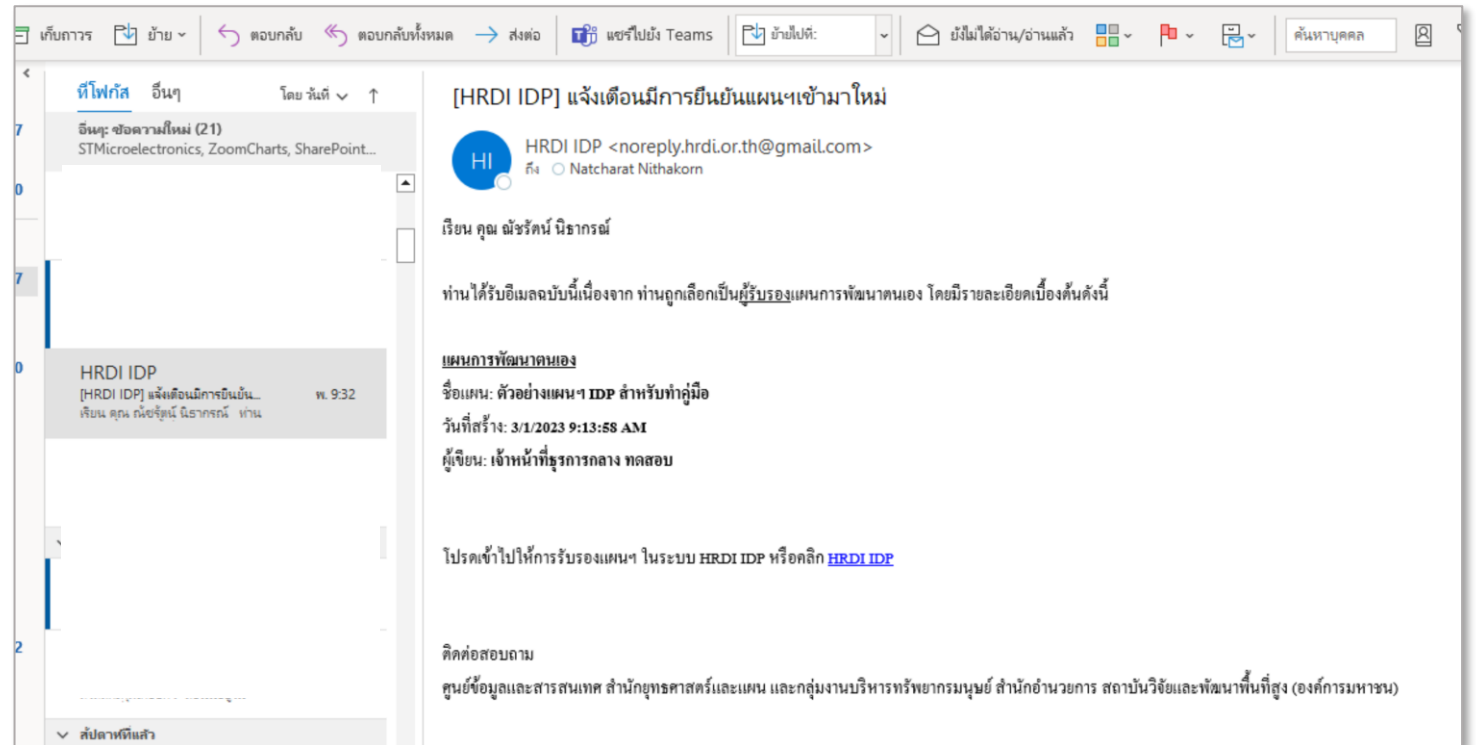 เก็บถาวร ย้าย ตอบกลับ ตอบกลับทั้งหมด ส่งต่อ แชร์ไปยัง Teams ย้ายไปที่: ยังไม่ได้อ่าน/อ่านแล้ว ค้นหาบุคคล
ที่โฟกัส อื่นๆ โดย วันที่
อื่นๆ: ข้อความใหม่ (21)
STMicroelectronics, ZoomCharts, SharePoint...
HRDI IDP
[HRDI IDP] แจ้งเตือนมีการยืนยัน... พ. 9:32
เรียน คุณ ณัชรัตน์ นิธากรณ์ ท่าน
สัปดาห์ที่แล้ว
7
0
7
0
2
[HRDI IDP] แจ้งเตือนมีการยืนยันแผนฯเข้ามาใหม่
HI
HRDI IDP <noreply.hrdi.or.th@gmail.com>
ถึง Natcharat Nithakorn
เรียน คุณ ณัชรัตน์ นิธากรณ์
ท่านได้รับอีเมลฉบับนี้เนื่องจาก ท่านถูกเลือกเป็นผู้รับรองแผนการพัฒนาตนเอง โดยมีรายละเอียดเบื้องต้นดังนี้
แผนการพัฒนาตนเอง
ชื่อแผน: ตัวอย่างแผนฯ IDP สำหรับทำคู่มือ
วันที่สร้าง: 3/1/2023 9:13:58 AM
ผู้เขียน: เจ้าหน้าที่ธุรการกลาง ทดสอบ
โปรดเข้าไปให้การรับรองแผนฯ ในระบบ HRDI IDP หรือคลิก HRDI IDP
ติดต่อสอบถาม
ศูนย์ข้อมูลและสารสนเทศ สำนักยุทธศาสตร์และแผน และกลุ่มงานบริหารทรัพยากรมนุษย์ สำนักอำนวยการ สถาบันวิจัยและพัฒนาพื้นที่สูง (องค์การมหาชน)